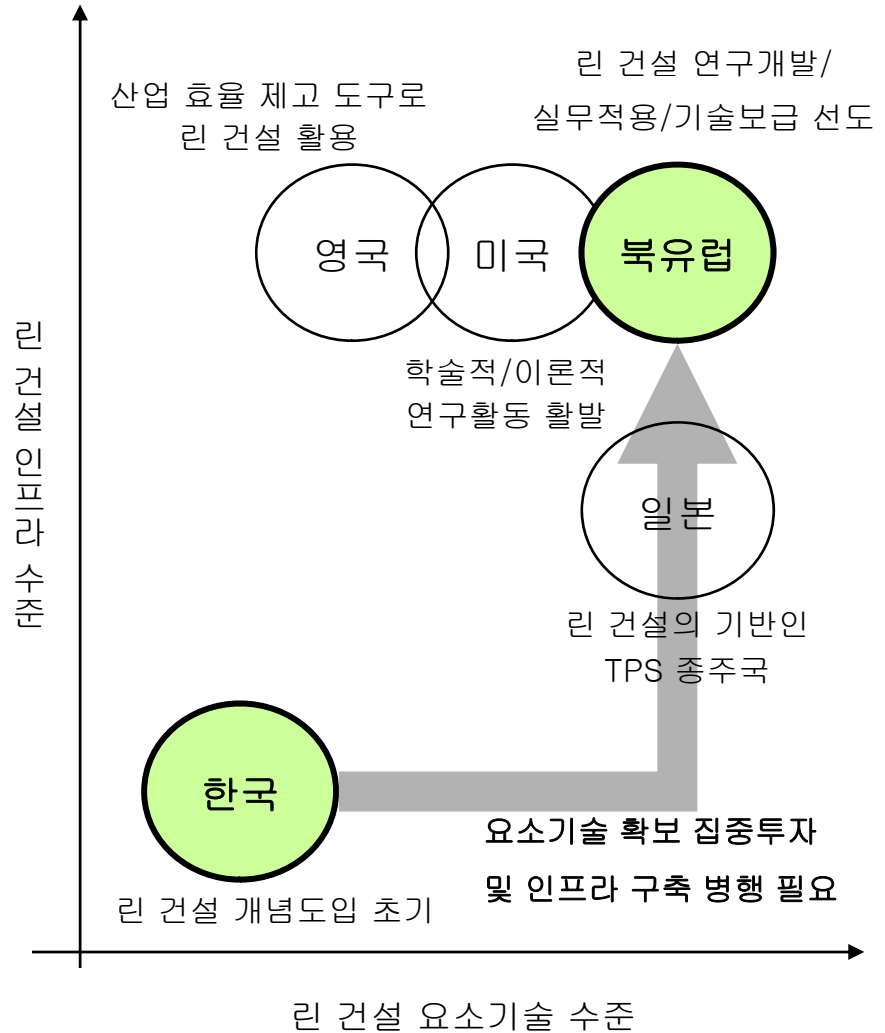 산업 효율 제고 도구로
린 건설 활용
린 건설 연구개발/
실무적용/기술보급 선도
영국
미국
북유럽
학술적/이론적
연구활동 활발
린 건설 인프라 수준
일본
린 건설의 기반인
TPS 종주국
한국
요소기술 확보 집중투자
및 인프라 구축 병행 필요
린 건설 개념도입 초기
린 건설 요소기술 수준